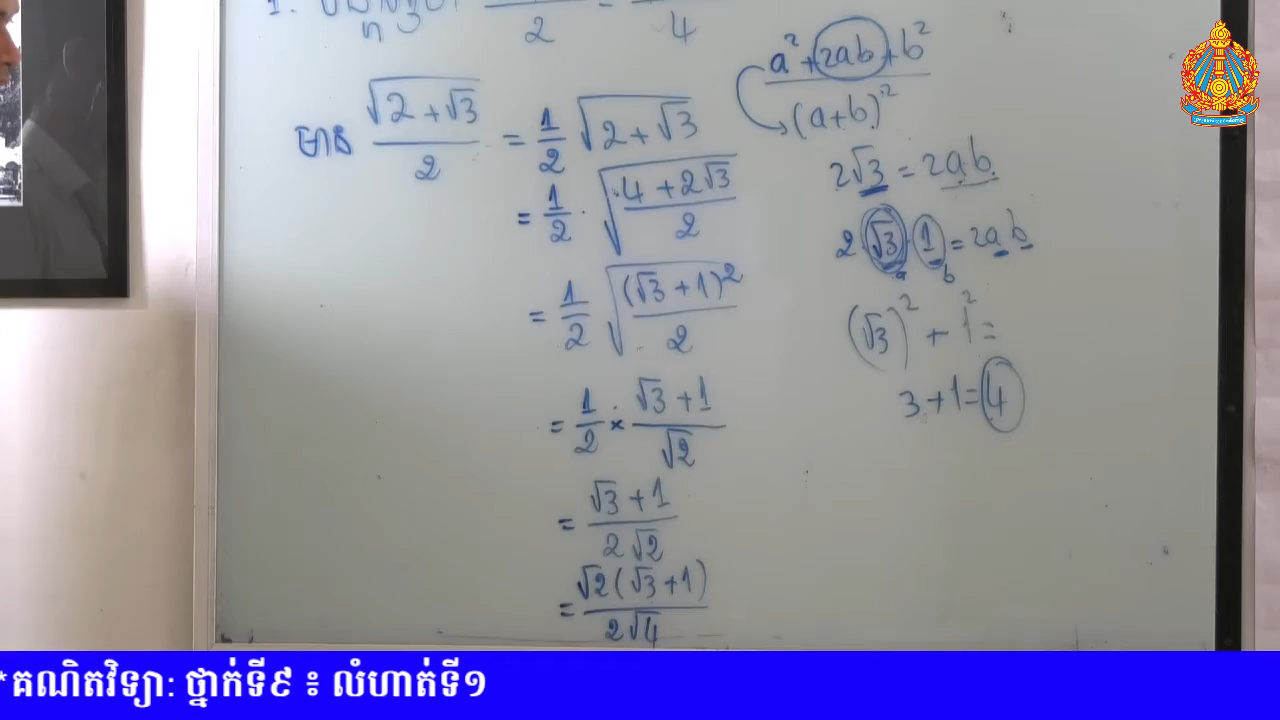 1.
2 = 4
មាន √(2+√3)/2 = 1/2 √(2+√3)
= 1/2 · √((4+2√3)/2)
= 1/2 √((√3+1)²/2)
= 1/2 × (√3+1)/√2
= (√3+1)/(2√2)
= √2(√3+1)/(2√4)
a²+2ab+b²
(a+b)²
2√3 = 2ab
2·√3·1 = 2ab
a b
(√3)² + 1² =
3+1=4
*គណិតវិទ្យា: ថ្នាក់ទី៩ ៖ លំហាត់ទី១